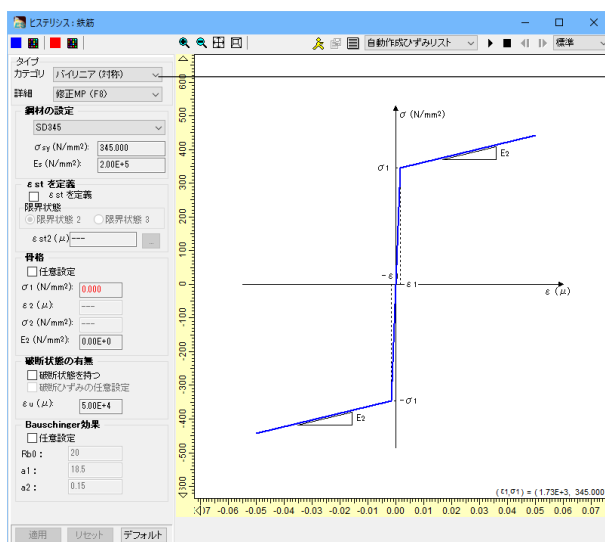 ヒステリシス：鉄筋
自動作成ひずみリスト
標準
タイプ
カテゴリ バイリニア (対称)
詳細 修正MP (F8)
鋼材の設定
SD345
σsy (N/mm²): 345.000
Es (N/mm²): 2.00E+5
εst を定義
εst を定義
限界状態
限界状態 2 限界状態 3
εst2 (μ) ---
...
骨格
任意設定
σ1 (N/mm²): 0.000
ε2 (μ): ---
σ2 (N/mm²): ---
E2 (N/mm²): 0.00E+0
破断状態の有無
破断状態を持つ
破断ひずみの任意設定
εu (μ): 5.00E+4
Bauschinger効果
任意設定
Rb0 : 20
a1 : 18.5
a2 : 0.15
適用 リセット デフォルト
600
500
400
300
200
100
0
-100
-200
-300
-400
-500
σ (N/mm²)
σ1
E2
-ε
ε1
ε (μ)
-σ1
E2
(ε1,σ1) = (1.73E+3, 345.000
-0.06 -0.05 -0.04 -0.03 -0.02 -0.01 0.00 0.01 0.02 0.03 0.04 0.05 0.06 0.07